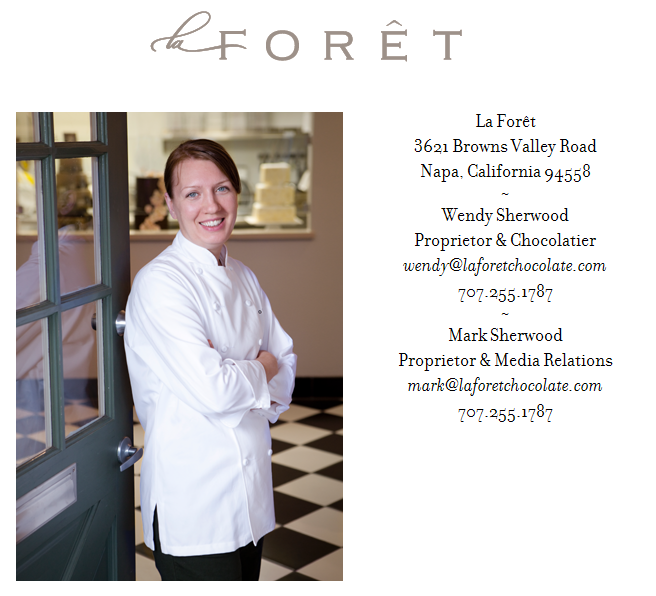 la FORÊT
La Forêt
3621 Browns Valley Road
Napa, California 94558
~
Wendy Sherwood
Proprietor & Chocolatier
wendy@laforetchocolate.com
707.255.1787
~
Mark Sherwood
Proprietor & Media Relations
mark@laforetchocolate.com
707.255.1787